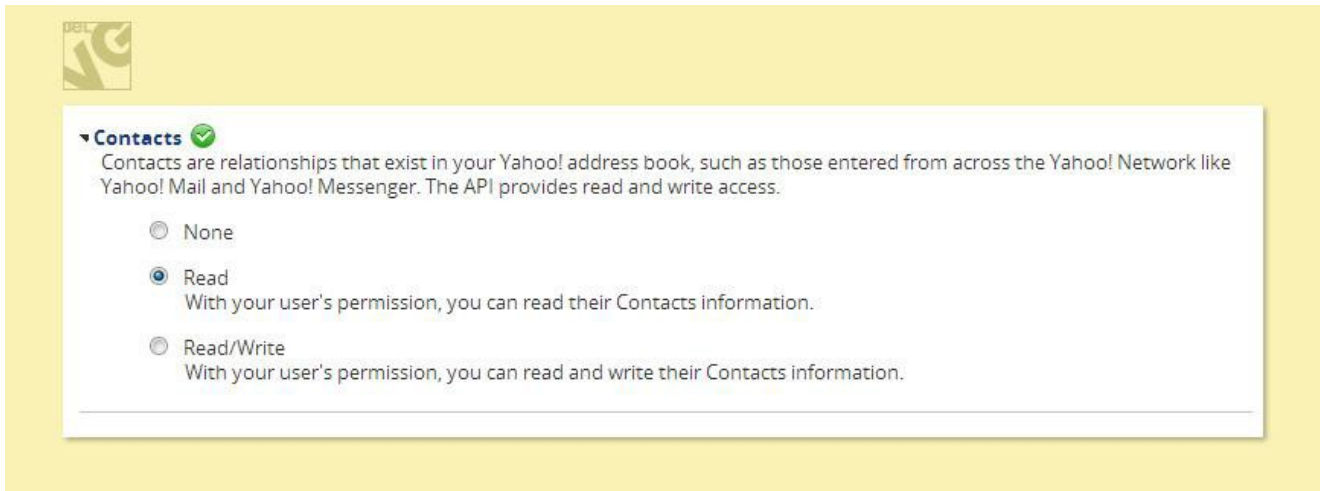 DEL
VG
Contacts
Contacts are relationships that exist in your Yahoo! address book, such as those entered from across the Yahoo! Network like
Yahoo! Mail and Yahoo! Messenger. The API provides read and write access.
None
Read
With your user's permission, you can read their Contacts information.
Read/Write
With your user's permission, you can read and write their Contacts information.